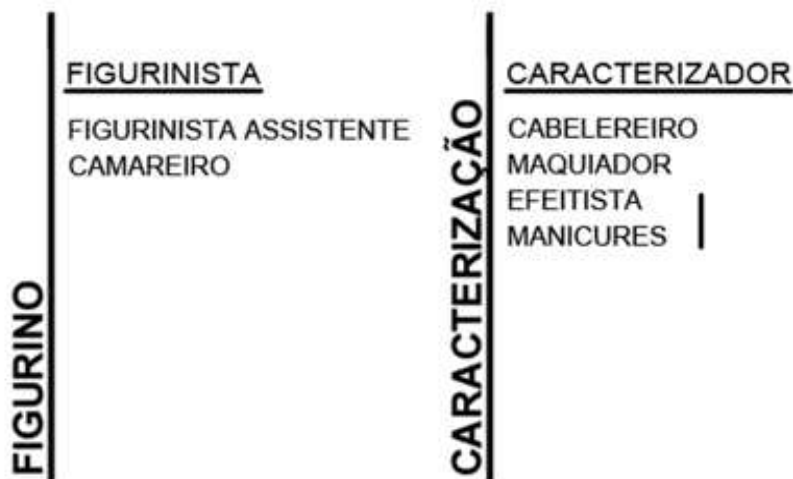 FIGURINO
FIGURINISTA
FIGURINISTA ASSISTENTE
CAMAREIRO
CARACTERIZAÇÃO
CARACTERIZADOR
CABELEREIRO
MAQUIADOR
EFEITISTA
MANICURES